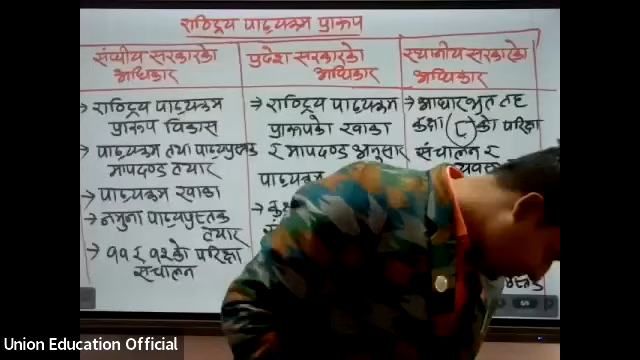 राष्ट्रिय पाठ्यक्रम प्रारूप
संघीय सरकारको
अधिकार
→ राष्ट्रिय पाठ्यक्रम
प्रारूप विकास
→ पाठ्यक्रम तथा पाठ्यपुस्तक
मापदण्ड तयार
→ पाठ्यक्रम खाका
→ नमुना पाठ्यपुस्तक
तयार
→ ११ र १२को परिक्षा
संचालन
प्रदेश सरकारको
अधिकार
→ राष्ट्रिय पाठ्यक्रम
प्रारूपको खाका
र मापदण्ड अनुसार
पाठ्यक्रम
स्थानीय सरकारको
अधिकार
→ आधारभूत तह
कक्षा (८) को परिक्षा
संचालन र
Union Education Official